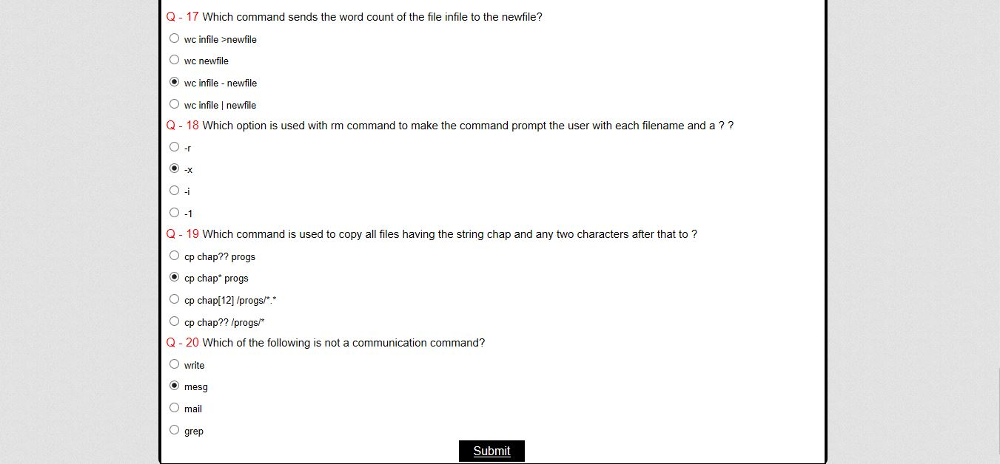 Q - 17 Which command sends the word count of the file infile to the newfile?
wc infile >newfile
wc newfile
wc infile - newfile
wc infile | newfile
Q - 18 Which option is used with rm command to make the command prompt the user with each filename and a ? ?
-r
-x
-i
-1
Q - 19 Which command is used to copy all files having the string chap and any two characters after that to ?
cp chap?? progs
cp chap* progs
cp chap[12] /progs/*.*
cp chap?? /progs/*
Q - 20 Which of the following is not a communication command?
write
mesg
mail
grep
Submit